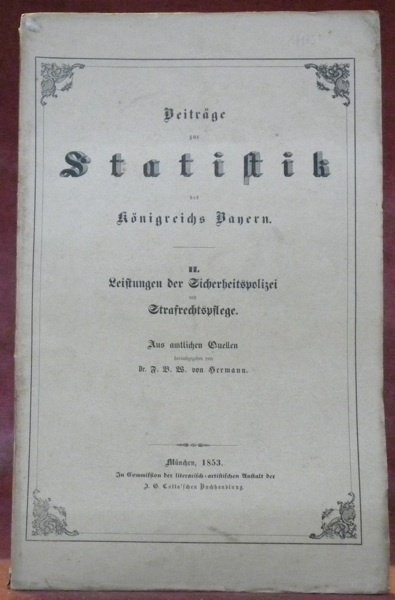 Beiträge
zur
Statistik
des
Königreichs Bayern.
II.
Leistungen der Sicherheitspolizei
und
Strafrechtspflege.
Aus amtlichen Quellen
herausgegeben von
Dr. F. B. W. von Hermann.
München, 1853.
In Commission der literarisch-artistischen Anstalt der
J. G. Cotta'schen Buchhandlung.